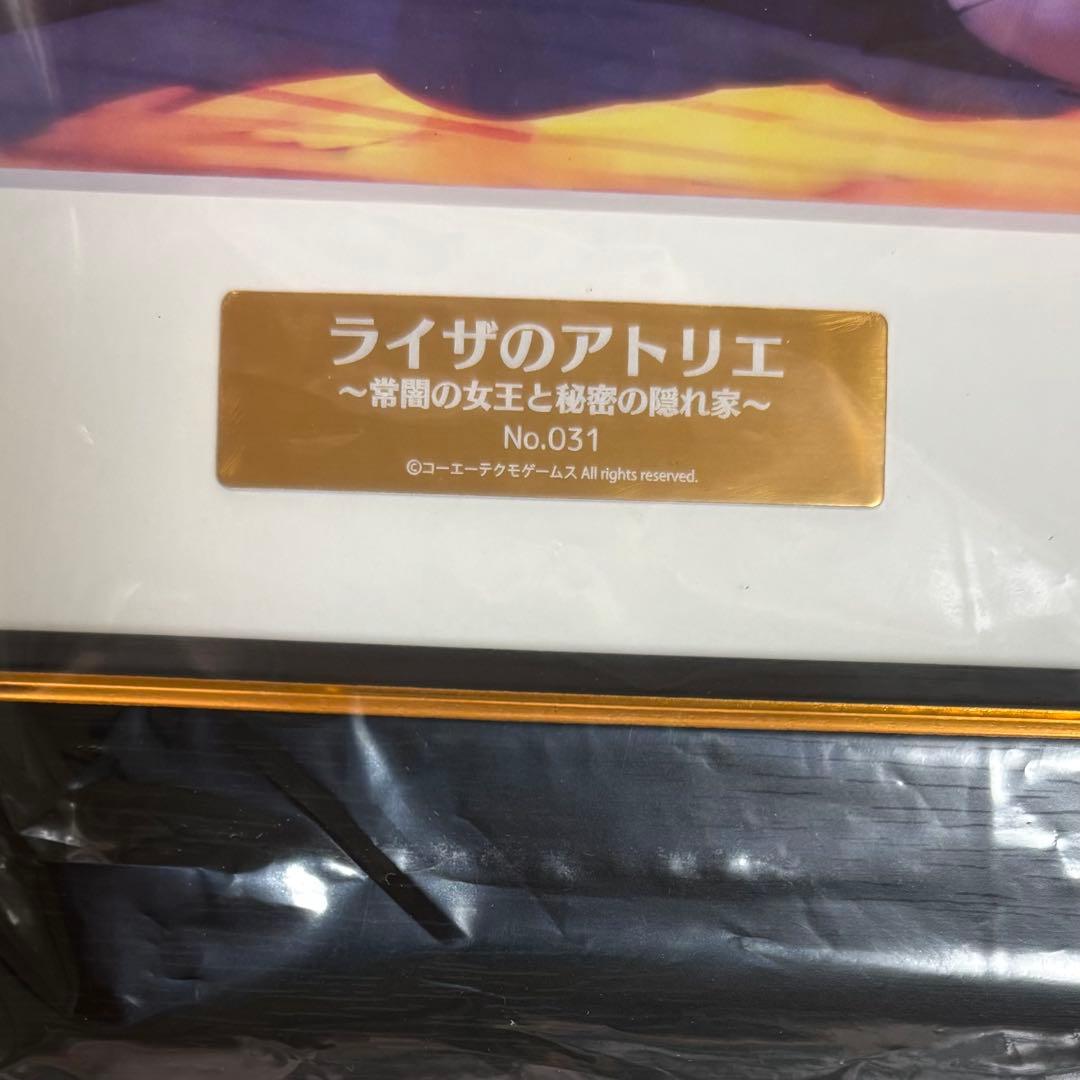 ライザのアトリエ
～常闇の女王と秘密の隠れ家～
No.031
©コーエーテクモゲームス All rights reserved.